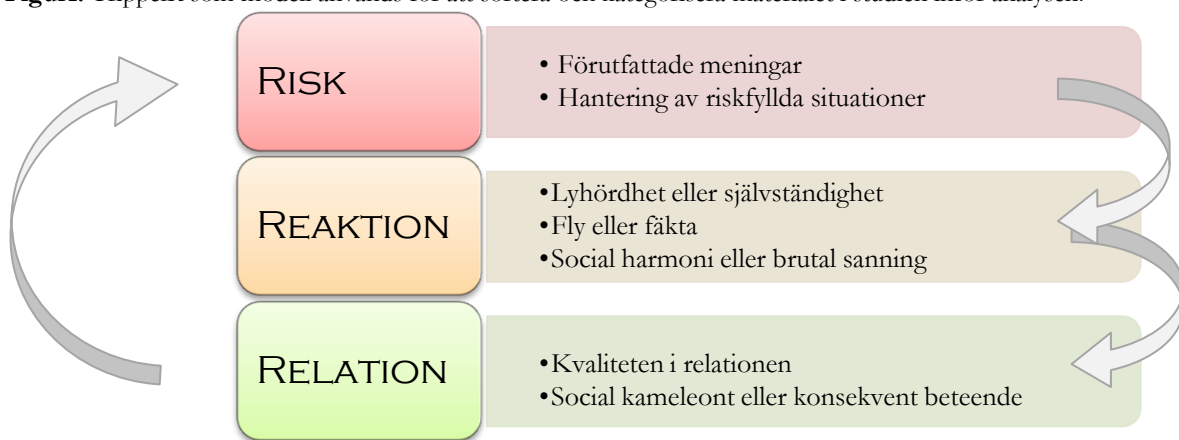 som modell används för att sortera och kategorisera materialet i studien inför analysen.
RISK
• Förutfattade meningar
• Hantering av riskfyllda situationer
REAKTION
•Lyhördhet eller självständighet
•Fly eller fäkta
•Social harmoni eller brutal sanning
RELATION
•Kvaliteten i relationen
•Social kameleont eller konsekvent beteende